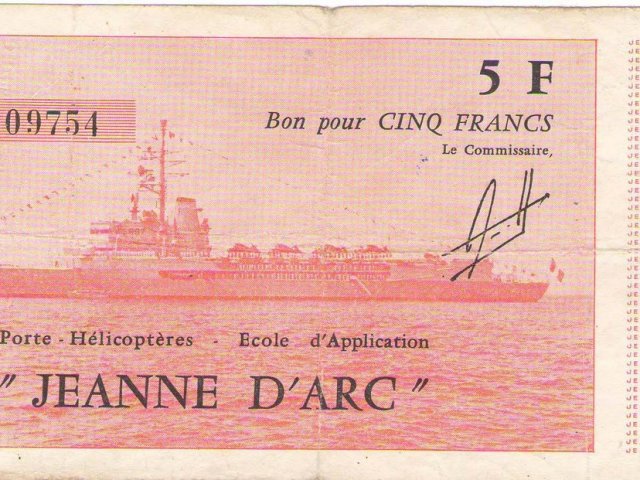 5 F
09754
Bon pour CINQ FRANCS
Le Commissaire,
Porte - Hélicoptères - Ecole d'Application
" JEANNE D'ARC "